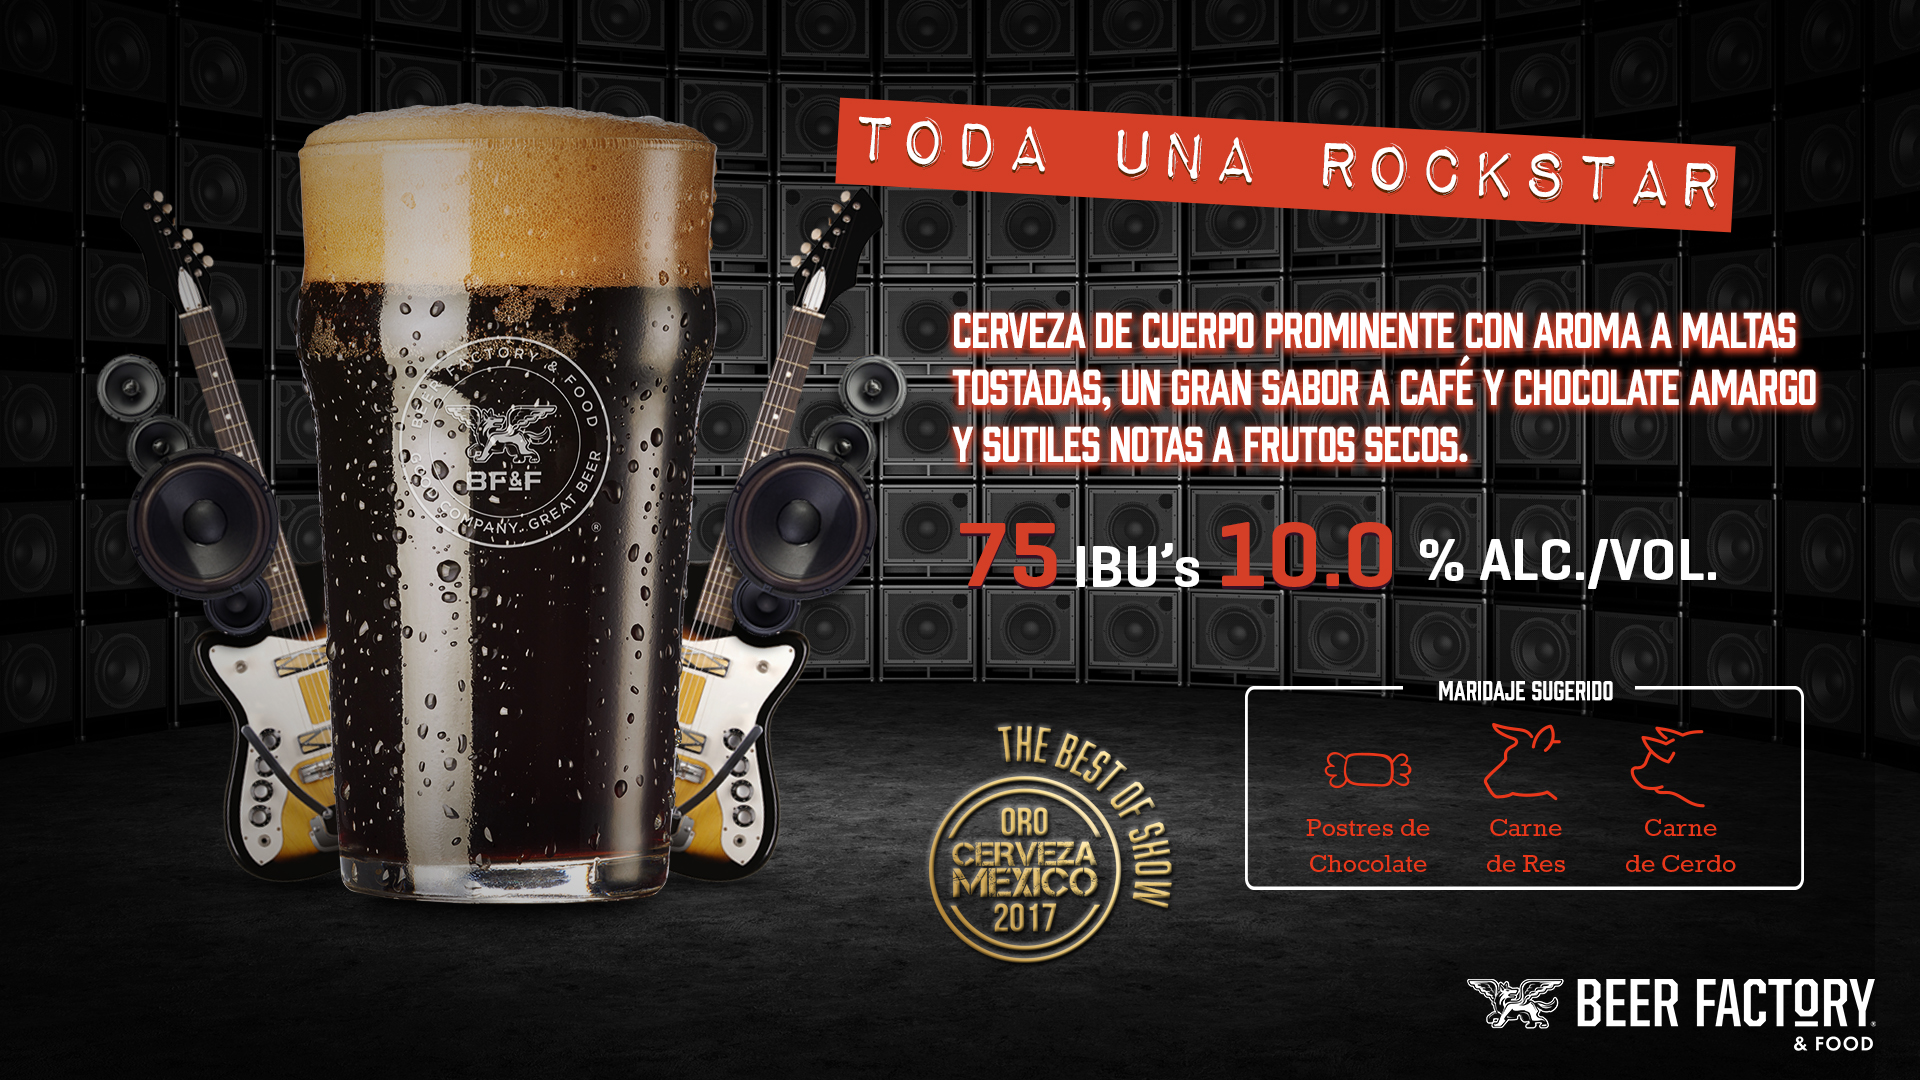 TODA UNA ROCKSTAR
CERVEZA DE CUERPO PROMINENTE CON AROMA A MALTAS
TOSTADAS, UN GRAN SABOR A CAFÉ Y CHOCOLATE AMARGO
Y SUTILES NOTAS A FRUTOS SECOS.
75 IBU's 10.0 % ALC./VOL.
BEER FACTORY & FOOD
BF&F
GOOD COMPANY. GREAT BEER
®
MARIDAJE SUGERIDO
Postres de
Chocolate
Carne
de Res
Carne
de Cerdo
THE BEST OF SHOW
ORO
CERVEZA
MEXICO
2017
BEER FACTORY
& FOOD